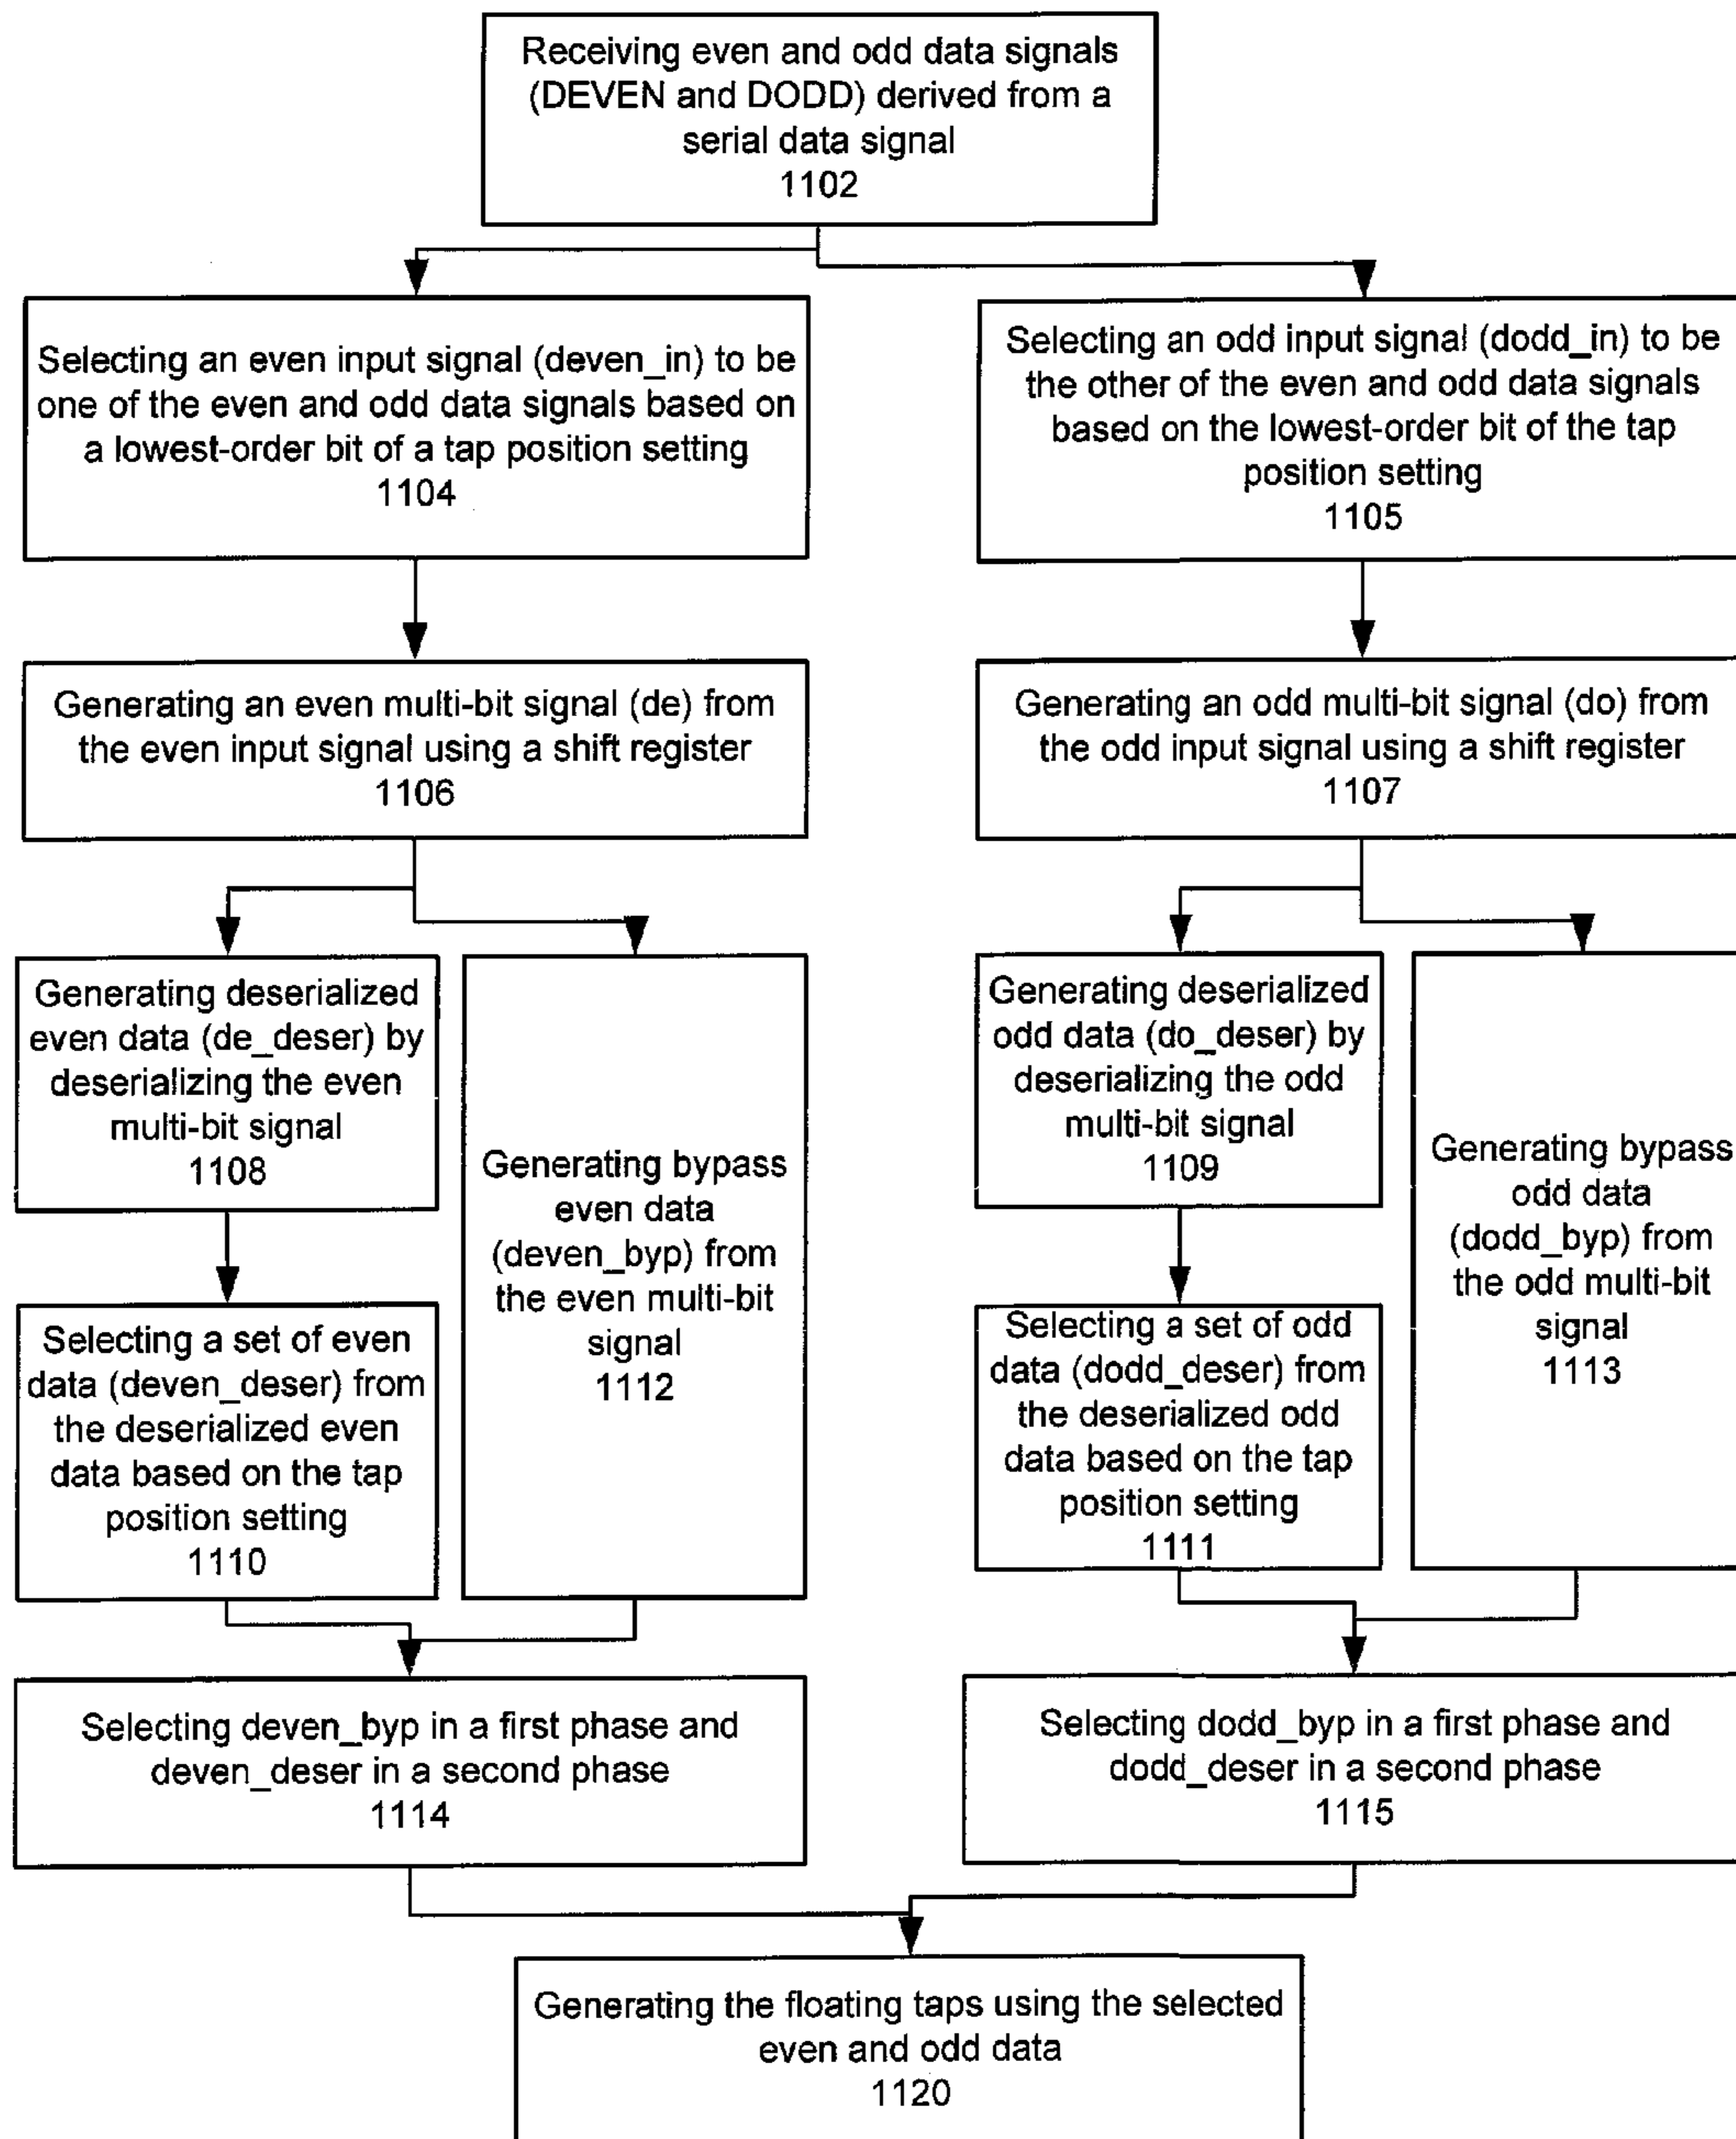 Receiving even and odd data signals
(DEVEN and DODD) derived from a
serial data signal
1102
Selecting an even input signal (deven_in) to be
one of the even and odd data signals based on
a lowest-order bit of a tap position setting
1104
Selecting an odd input signal (dodd_in) to be
the other of the even and odd data signals
based on the lowest-order bit of the tap
position setting
1105
Generating an even multi-bit signal (de) from
the even input signal using a shift register
1106
Generating an odd multi-bit signal (do) from
the odd input signal using a shift register
1107
Generating deserialized
even data (de_deser) by
deserializing the even
multi-bit signal
1108
Generating bypass
even data
(deven_byp) from
the even multi-bit
signal
1112
Generating deserialized
odd data (do_deser) by
deserializing the odd
multi-bit signal
1109
Generating bypass
odd data
(dodd_byp) from
the odd multi-bit
signal
1113
Selecting a set of even
data (deven_deser) from
the deserialized even
data based on the tap
position setting
1110
Selecting a set of odd
data (dodd_deser) from
the deserialized odd
data based on the tap
position setting
1111
Selecting deven_byp in a first phase and
deven_deser in a second phase
1114
Selecting dodd_byp in a first phase and
dodd_deser in a second phase
1115
Generating the floating taps using the selected
even and odd data
1120